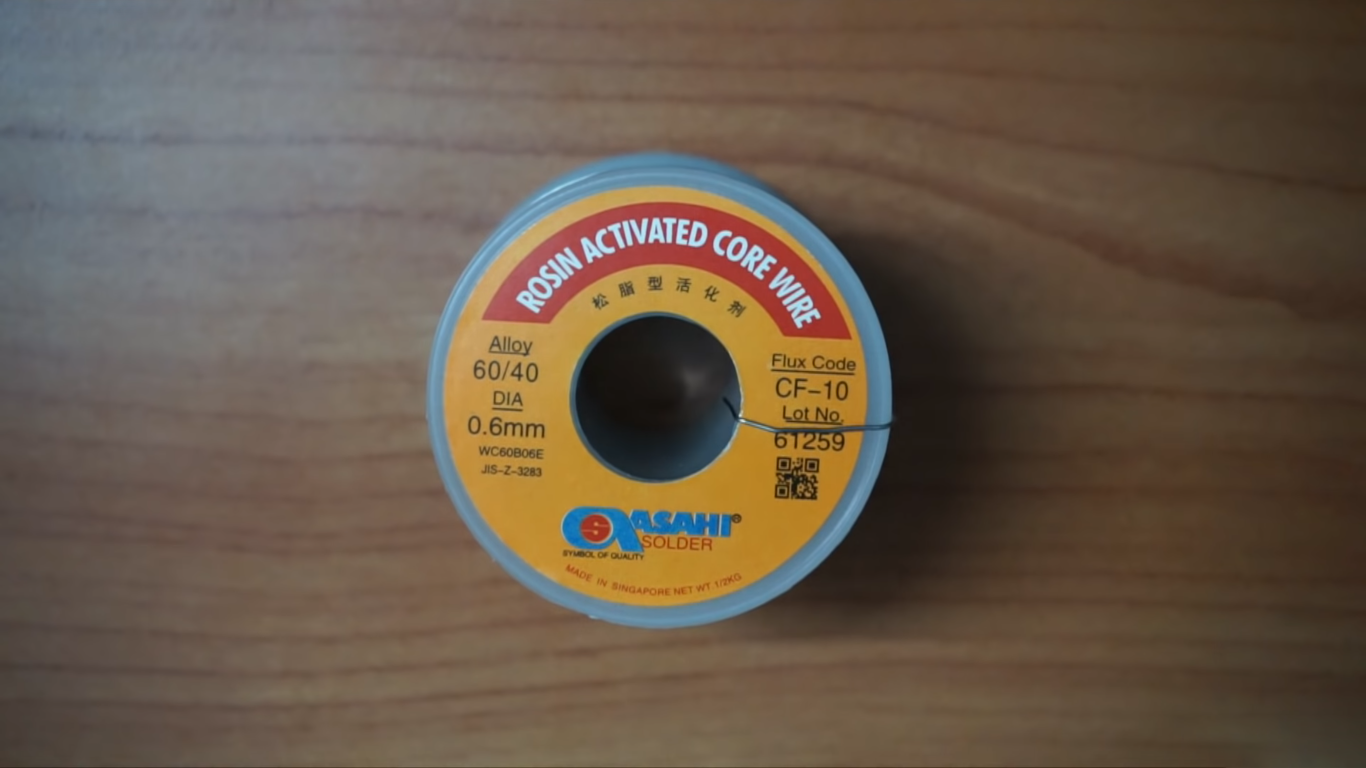 ROSIN ACTIVATED CORE WIRE
松脂型活化剂
Alloy
60/40
DIA
0.6mm
WC60B06E
JIS-Z-3283
Flux Code
CF-10
Lot No.
61259
ASAHI®
SOLDER
SYMBOL OF QUALITY
MADE IN SINGAPORE NET WT 1/2KG